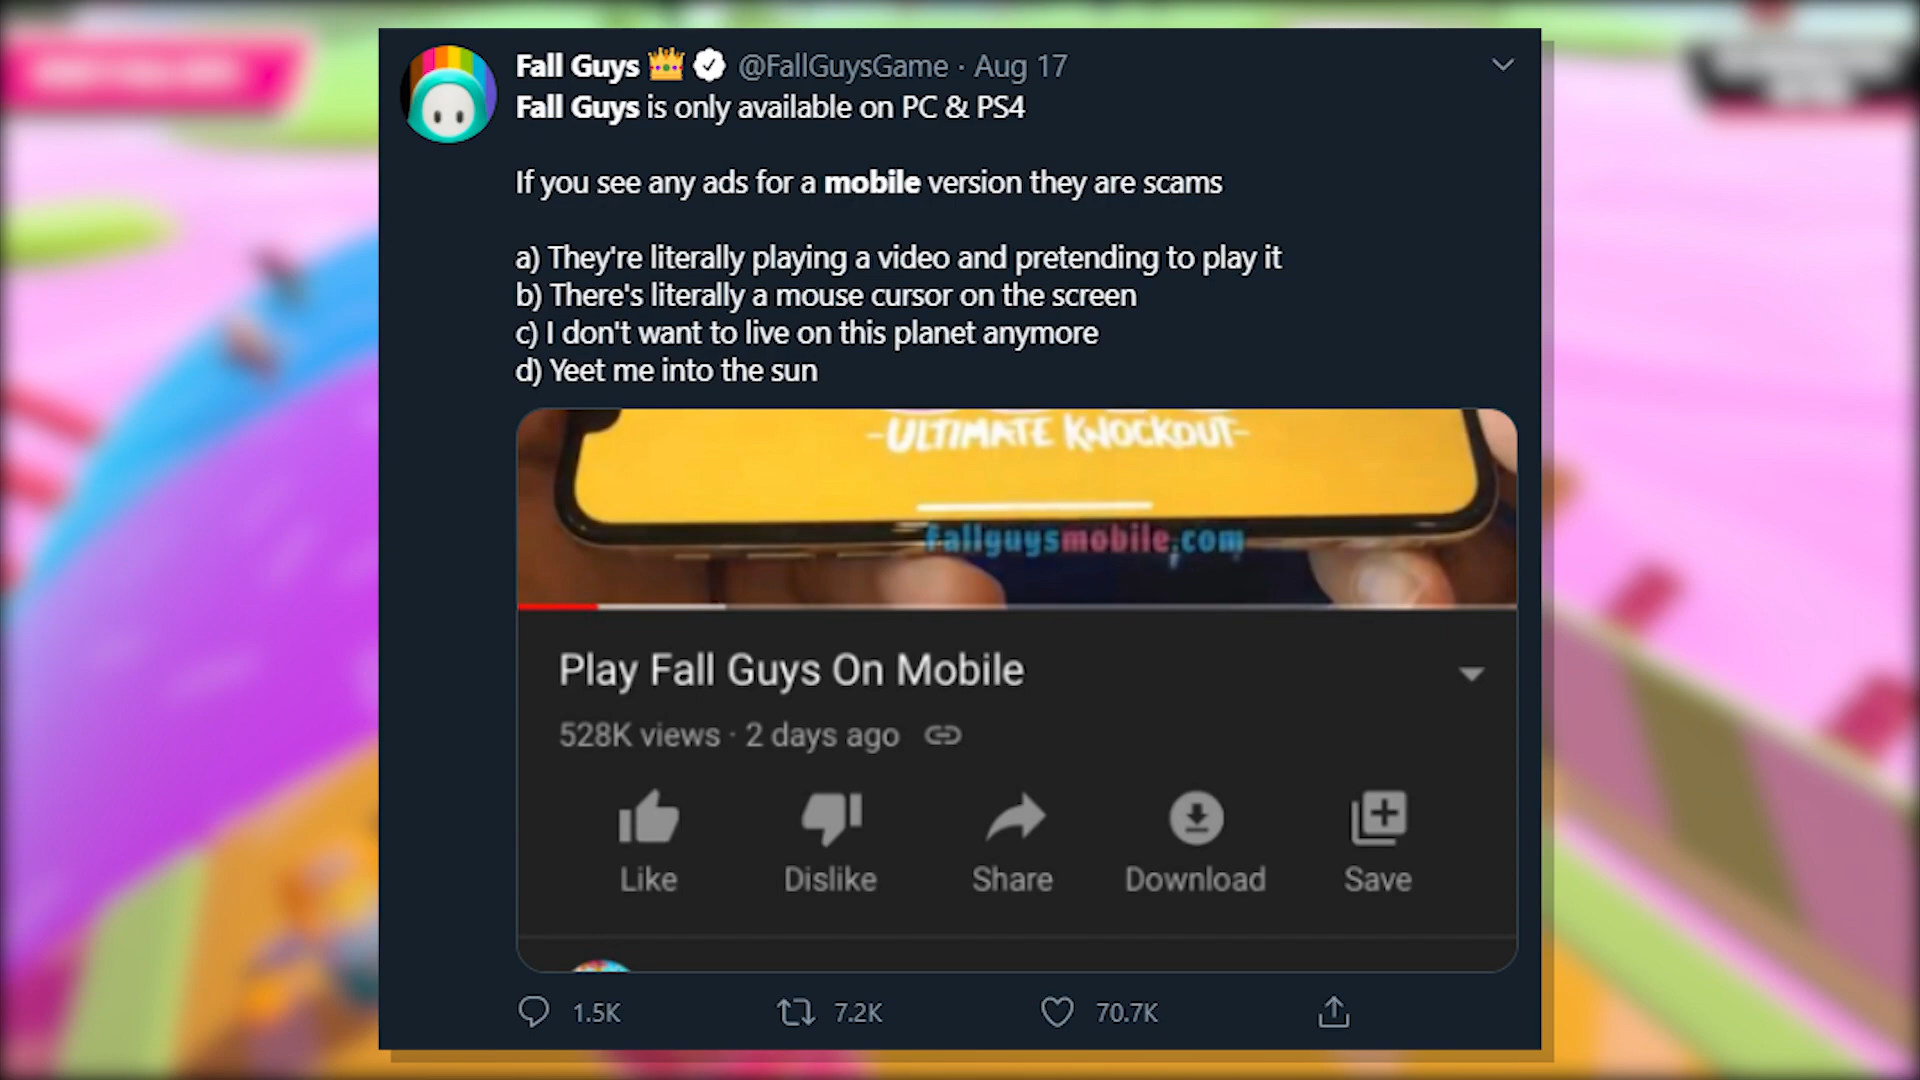 Fall Guys 👑 @FallGuysGame · Aug 17
Fall Guys is only available on PC & PS4
If you see any ads for a mobile version they are scams
a) They're literally playing a video and pretending to play it
b) There's literally a mouse cursor on the screen
c) I don't want to live on this planet anymore
d) Yeet me into the sun
-ULTIMATE KNOCKOUT-
fallguysmobile.com
Play Fall Guys On Mobile
528K views · 2 days ago
Like Dislike Share Download Save
1.5K 7.2K 70.7K